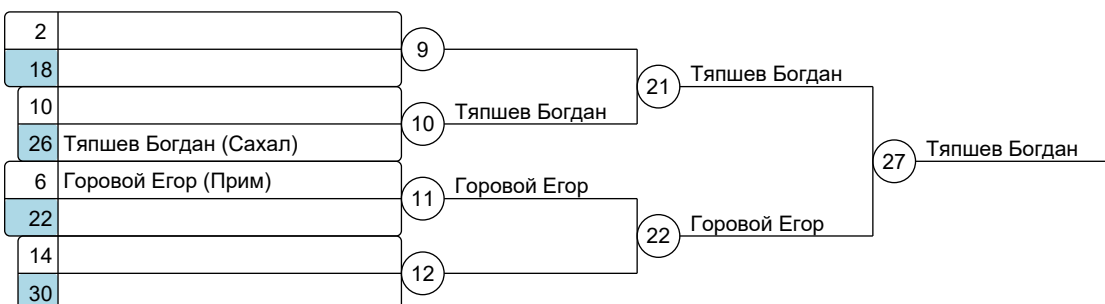 2
9
18
21 Тяпшев Богдан
10
10 Тяпшев Богдан
26 Тяпшев Богдан (Сахал)
27 Тяпшев Богдан
6 Горовой Егор (Прим)
11 Горовой Егор
22
22 Горовой Егор
14
12
30